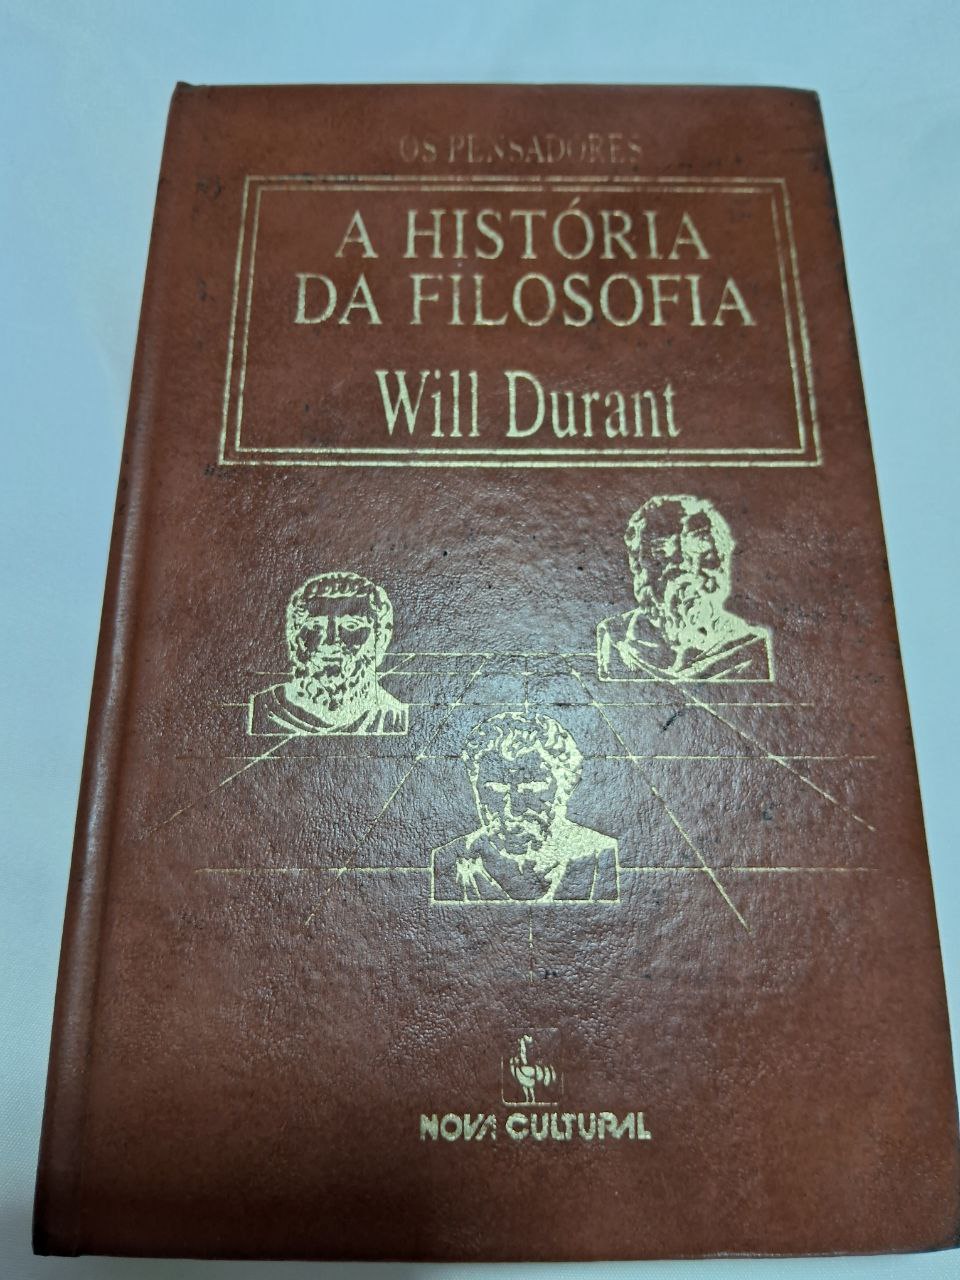 OS PENSADORES
A HISTÓRIA
DA FILOSOFIA
Will Durant
NOVA CULTURAL